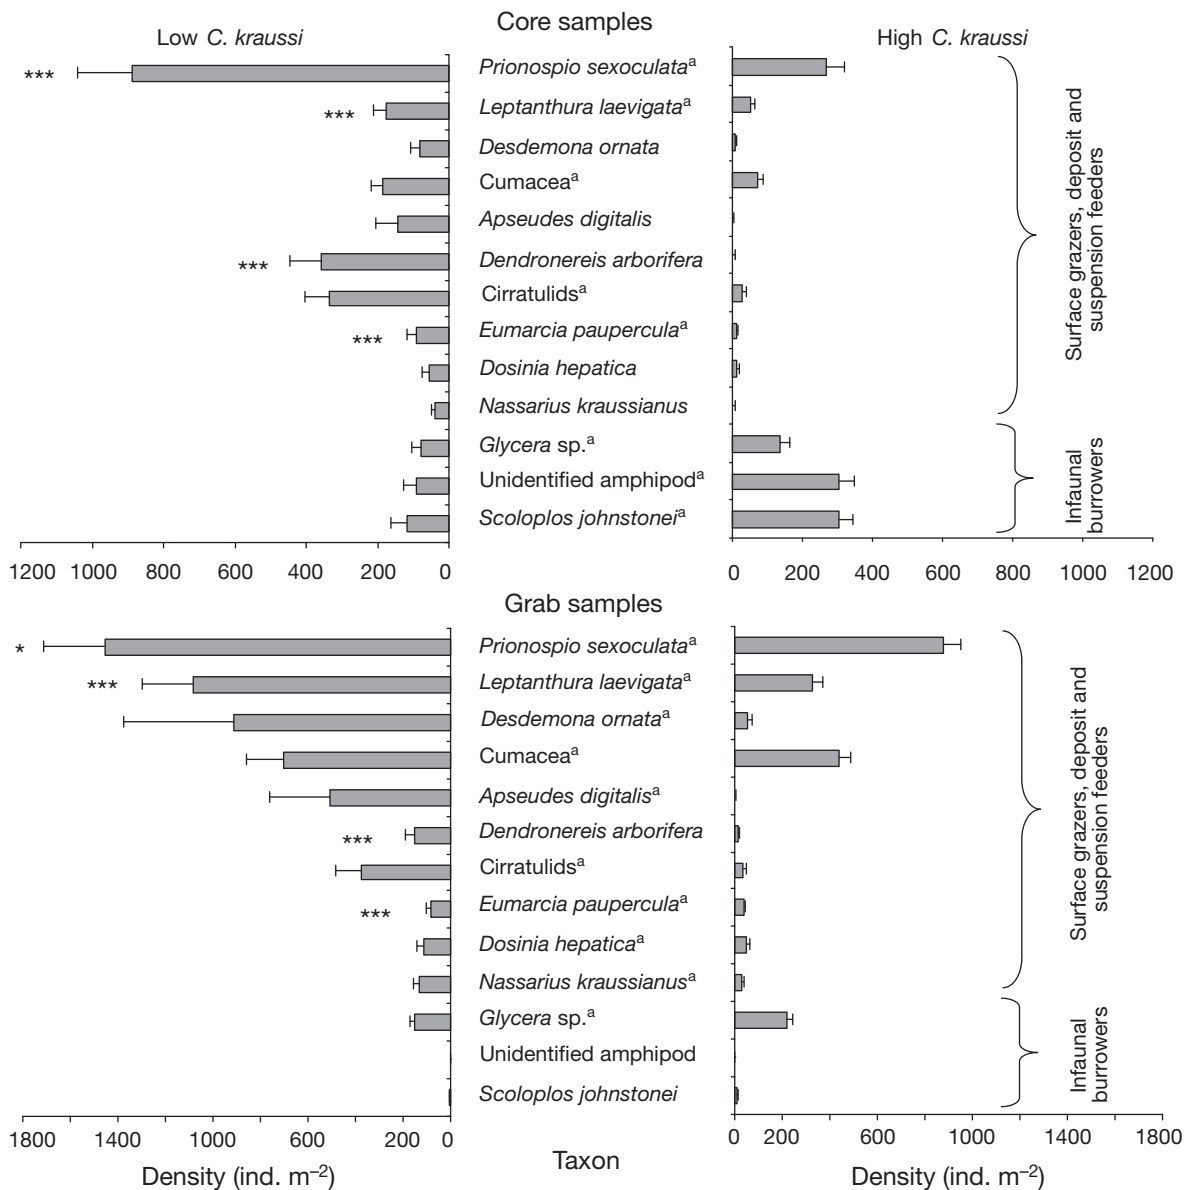 Core samples
Low C. kraussi
High C. kraussi
*** Prionospio sexoculataᵃ
*** Leptanthura laevigataᵃ
Desdemona ornata
Cumaceaᵃ
Apseudes digitalis
*** Dendronereis arborifera
Cirratulidsᵃ
*** Eumarcia pauperculaᵃ
Dosinia hepatica
Nassarius kraussianus
Glycera sp.ᵃ
Unidentified amphipodᵃ
Scoloplos johnstoneiᵃ
Surface grazers, deposit and
suspension feeders
Infaunal
burrowers
1200 1000 800 600 400 200 0
0 200 400 600 800 1000 1200
Grab samples
* Prionospio sexoculataᵃ
*** Leptanthura laevigataᵃ
Desdemona ornataᵃ
Cumaceaᵃ
Apseudes digitalisᵃ
*** Dendronereis arborifera
Cirratulidsᵃ
*** Eumarcia pauperculaᵃ
Dosinia hepaticaᵃ
Nassarius kraussianusᵃ
Glycera sp.ᵃ
Unidentified amphipod
Scoloplos johnstonei
Surface grazers, deposit and
suspension feeders
Infaunal
burrowers
1800 1400 1000 600 200 0
0 200 600 1000 1400 1800
Density (ind. m⁻²)
Taxon
Density (ind. m⁻²)